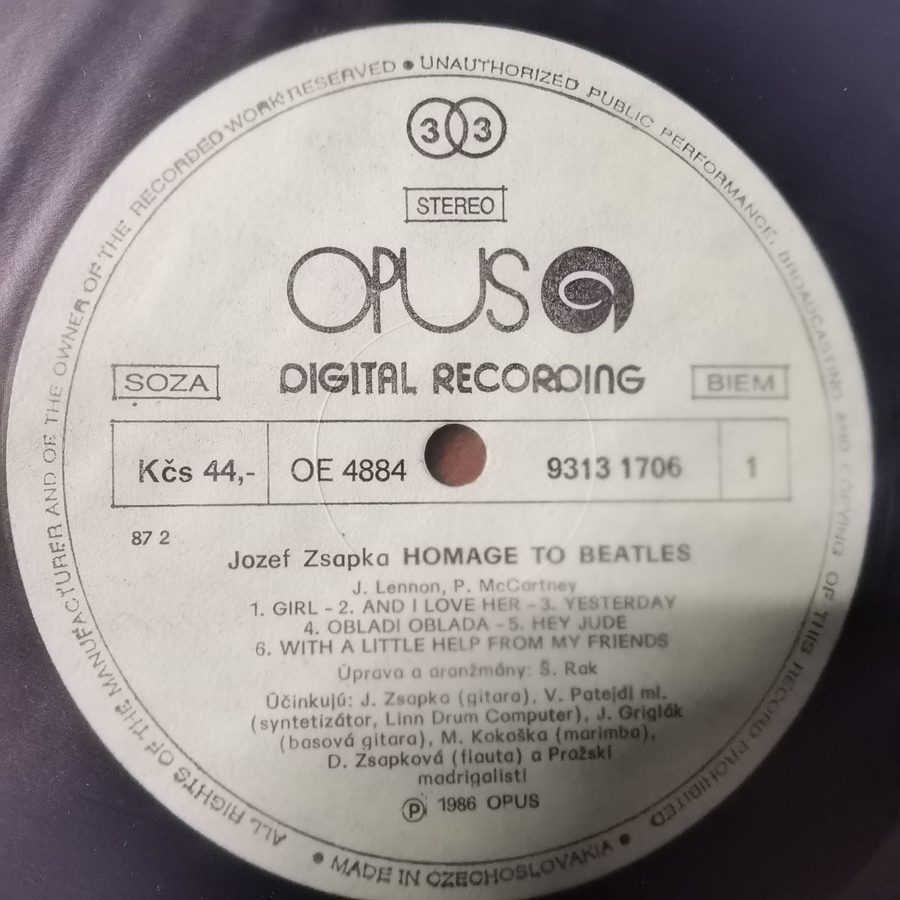 ALL RIGHTS OF THE MANUFACTURER AND OF THE OWNER OF THE RECORDED WORK RESERVED • UNAUTHORIZED PUBLIC PERFORMANCE, BROADCASTING AND COPYING OF THIS RECORD PROHIBITED • MADE IN CZECHOSLOVAKIA •
33
STEREO
OPUS
SOZA DIGITAL RECORDING BIEM
Kčs 44,- OE 4884 9313 1706 1
87 2
Jozef Zsapka HOMAGE TO BEATLES
J. Lennon, P. McCartney
1. GIRL - 2. AND I LOVE HER - 3. YESTERDAY
4. OBLADI OBLADA - 5. HEY JUDE
6. WITH A LITTLE HELP FROM MY FRIENDS
Úprava a aranžmány: Š. Rak
Účinkujú: J. Zsapka (gitara), V. Patejdl ml.
(syntetizátor, Linn Drum Computer), J. Griglák
(basová gitara), M. Kokoška (marimba),
D. Zsapková (flauta) a Pražskí
madrigalisti
Ⓟ 1986 OPUS